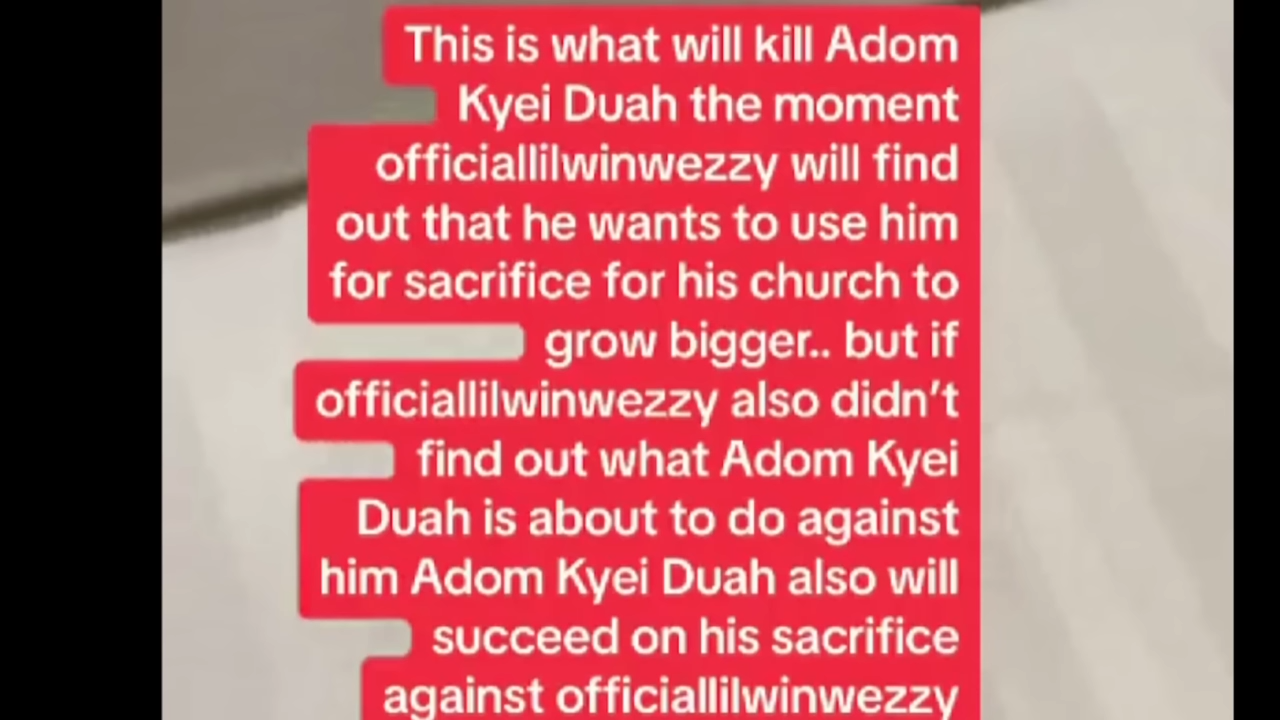 This is what will kill Adom
Kyei Duah the moment
officiallilwinwezzy will find
out that he wants to use him
for sacrifice for his church to
grow bigger.. but if
officiallilwinwezzy also didn’t
find out what Adom Kyei
Duah is about to do against
him Adom Kyei Duah also will
succeed on his sacrifice
against officiallilwinwezzy